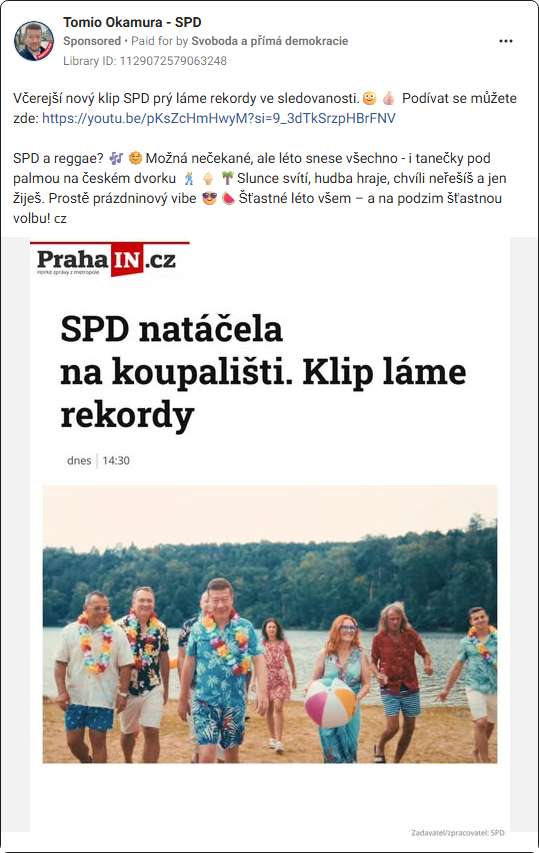 Tomio Okamura - SPD
Sponsored • Paid for by Svoboda a přímá demokracie
Library ID: 1129072579063248
Včerejší nový klip SPD prý láme rekordy ve sledovanosti.😉👍🏻 Podívat se můžete
zde: https://youtu.be/pKsZcHmHwyM?si=9_3dTkSrzpHBrFNV
SPD a reggae? 🎶 🥳 Možná nečekané, ale léto snese všechno - i tanečky pod
palmou na českém dvorku 🕺🍦🌴 Slunce svítí, hudba hraje, chvíli neřešíš a jen
žiješ. Prostě prázdninový vibe 😎🍉 Šťastné léto všem – a na podzim šťastnou
volbu! cz
Praha IN.cz
Horké zprávy z metropole
SPD natáčela
na koupališti. Klip láme
rekordy
dnes | 14:30
Zadavatel/zpracovatel: SPD